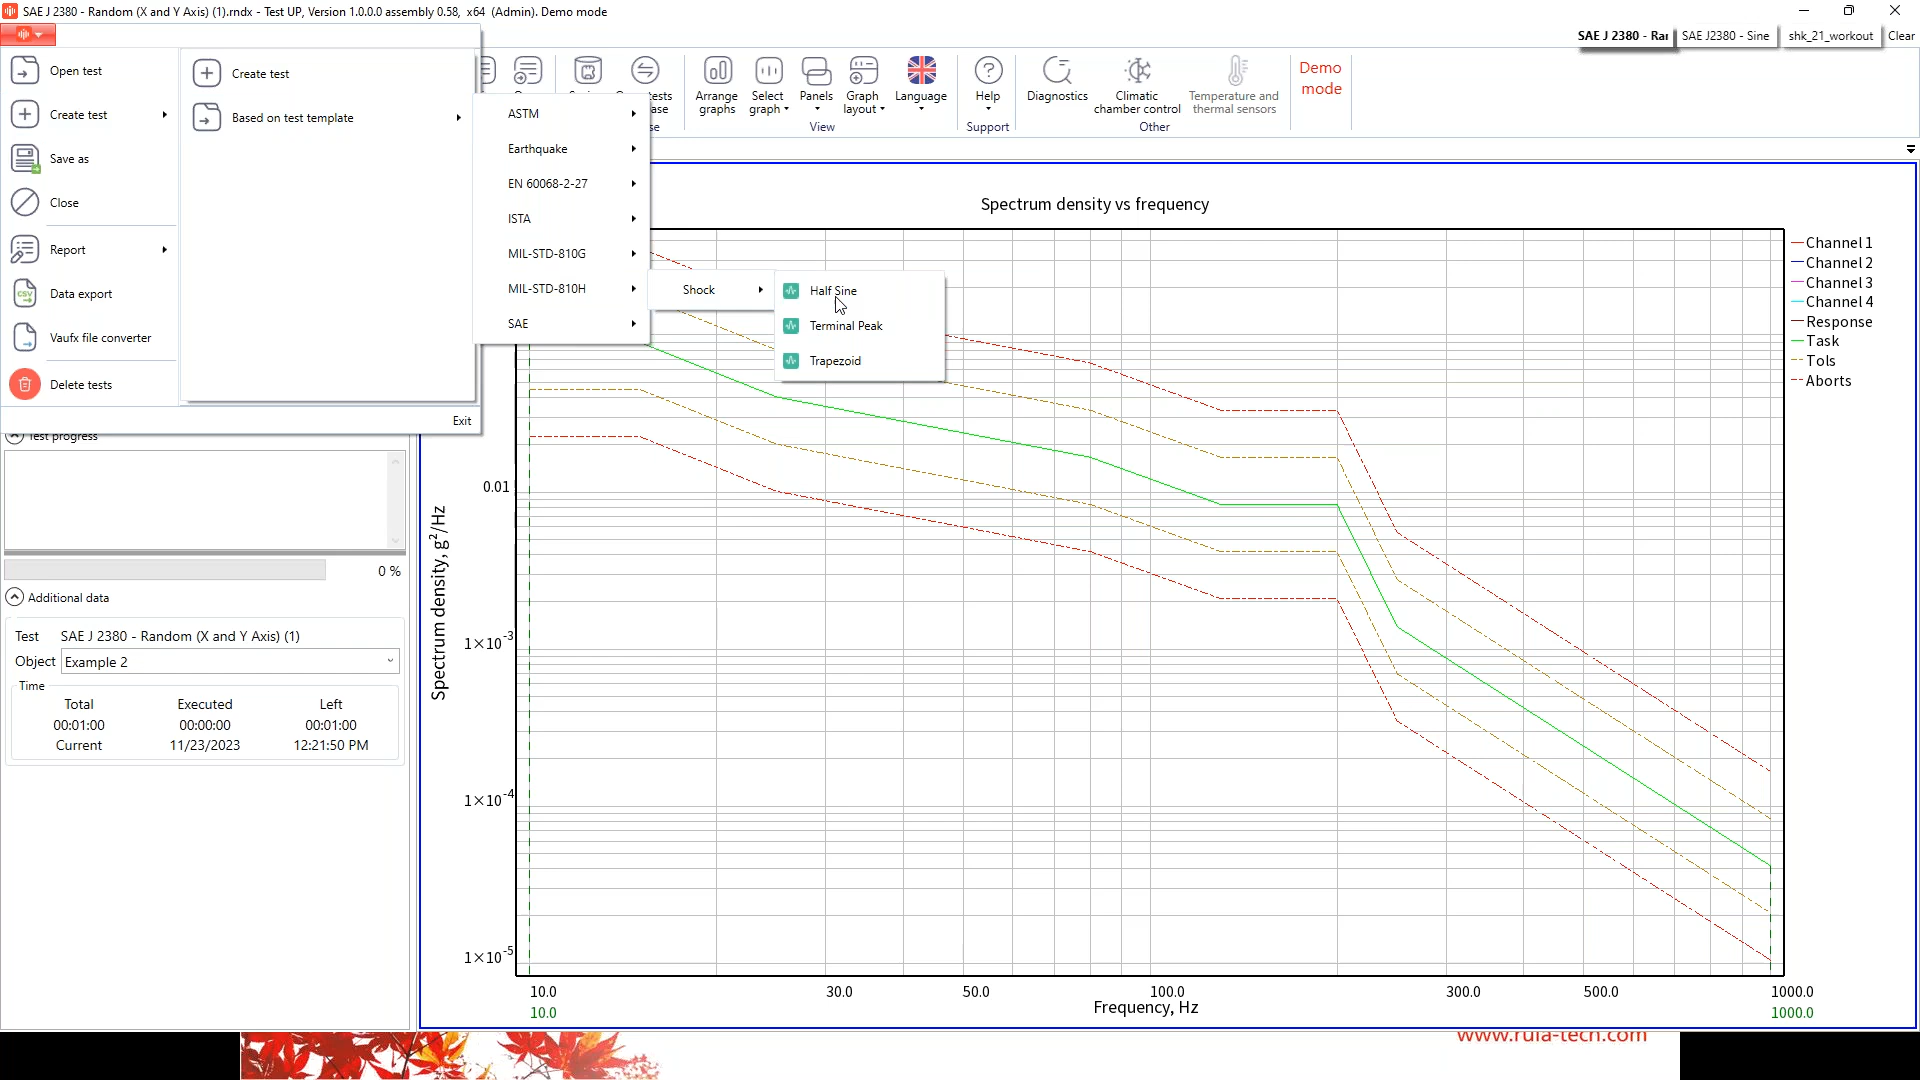 SAE J 2380 - Random (X and Y Axis) (1).rndx - Test UP, Version 1.0.0.0 assembly 0.58, x64 (Admin). Demo mode
SAE J 2380 - Rar
SAE J2380 - Sine
shk_21_workout
Clear
Open test
Create test
Save as
Close
Report
Data export
Vaufx file converter
Delete tests
Exit
Create test
Based on test template
ASTM
Earthquake
EN 60068-2-27
ISTA
MIL-STD-810G
MIL-STD-810H
SAE
Shock
Half Sine
Terminal Peak
Trapezoid
Arrange graphs
Select graph
Panels
Graph layout
Language
View
Help
Support
Diagnostics
Climatic chamber control
Temperature and thermal sensors
Other
Demo mode
Test progress
0 %
Additional data
Test SAE J 2380 - Random (X and Y Axis) (1)
Object Example 2
Time
Total Executed Left
00:01:00 00:00:00 00:01:00
Current 11/23/2023 12:21:50 PM
Spectrum density vs frequency
Channel 1
Channel 2
Channel 3
Channel 4
Response
Task
Tols
Aborts
Spectrum density, g²/Hz
0.01
1×10⁻³
1×10⁻⁴
1×10⁻⁵
10.0 30.0 50.0 100.0 300.0 500.0 1000.0
Frequency, Hz
10.0 1000.0
www.rula-tech.com